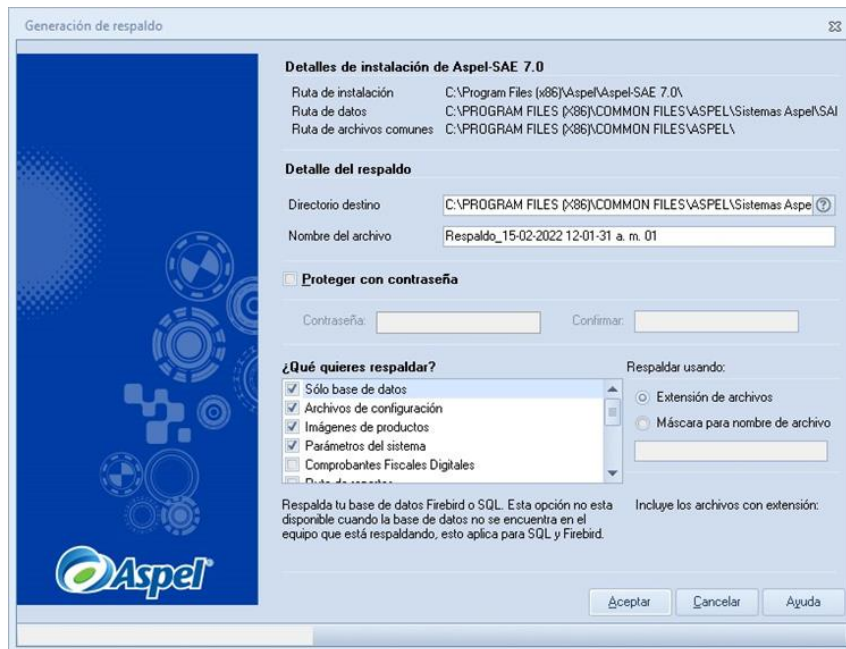 Generación de respaldo
Detalles de instalación de Aspel-SAE 7.0
Ruta de instalación C:\Program Files (x86)\Aspel\Aspel-SAE 7.0\
Ruta de datos C:\PROGRAM FILES (X86)\COMMON FILES\ASPEL\Sistemas Aspel\SAI
Ruta de archivos comunes C:\PROGRAM FILES (X86)\COMMON FILES\ASPEL\
Detalle del respaldo
Directorio destino C:\PROGRAM FILES (X86)\COMMON FILES\ASPEL\Sistemas Aspe
Nombre del archivo Respaldo_15-02-2022 12-01-31 a. m. 01
Proteger con contraseña
Contraseña: Confirmar:
¿Qué quieres respaldar? Respaldar usando:
Sólo base de datos
Archivos de configuración
Imágenes de productos
Parámetros del sistema
Comprobantes Fiscales Digitales
Ruta de reportes
Extensión de archivos
Máscara para nombre de archivo
Respalda tu base de datos Firebird o SQL. Esta opción no esta
disponible cuando la base de datos no se encuentra en el
equipo que está respaldando, esto aplica para SQL y Firebird.
Incluye los archivos con extensión:
Aspel
Aceptar Cancelar Ayuda